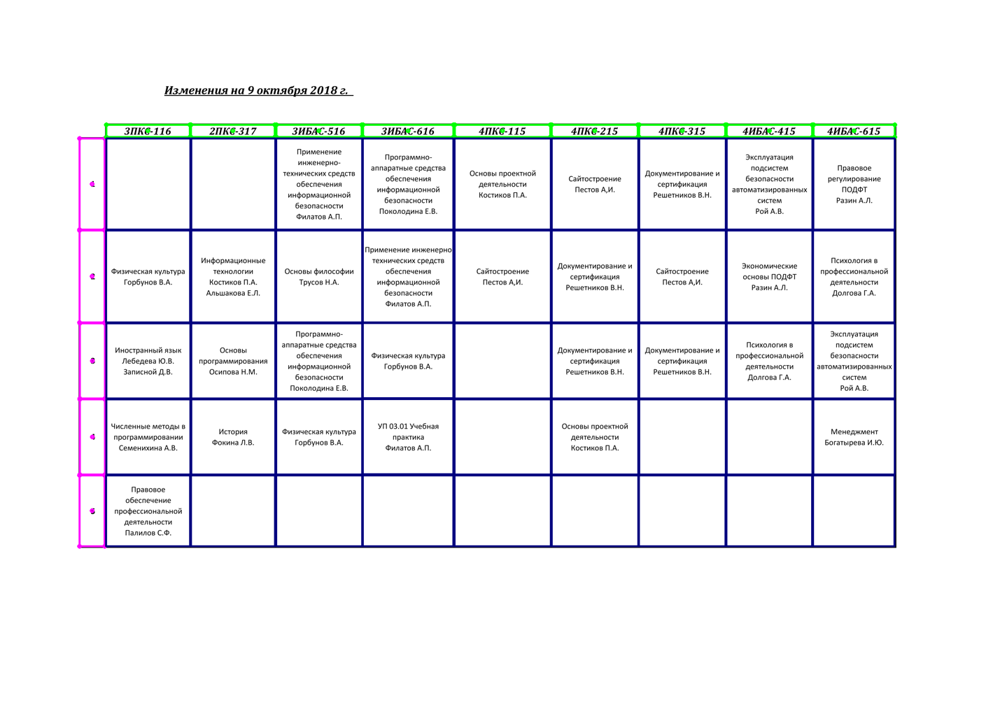 Изменения на 9 октября 2018 г.
3ПКС-116 2ПКС-317 3ИБАС-516 3ИБАС-616 4ПКС-115 4ПКС-215 4ПКС-315 4ИБАС-415 4ИБАС-615
1
Применение
инженерно-
технических средств
обеспечения
информационной
безопасности
Филатов А.П.
Программно-
аппаратные средства
обеспечения
информационной
безопасности
Поколодина Е.В.
Основы проектной
деятельности
Костиков П.А.
Сайтостроение
Пестов А,И.
Документирование и
сертификация
Решетников В.Н.
Эксплуатация
подсистем
безопасности
автоматизированных
систем
Рой А.В.
Правовое
регулирование
ПОДФТ
Разин А.Л.
2
Физическая культура
Горбунов В.А.
Информационные
технологии
Костиков П.А.
Альшакова Е.Л.
Основы философии
Трусов Н.А.
Применение инженерно
технических средств
обеспечения
информационной
безопасности
Филатов А.П.
Сайтостроение
Пестов А,И.
Документирование и
сертификация
Решетников В.Н.
Сайтостроение
Пестов А,И.
Экономические
основы ПОДФТ
Разин А.Л.
Психология в
профессиональной
деятельности
Долгова Г.А.
3
Иностранный язык
Лебедева Ю.В.
Записной Д.В.
Основы
программирования
Осипова Н.М.
Программно-
аппаратные средства
обеспечения
информационной
безопасности
Поколодина Е.В.
Физическая культура
Горбунов В.А.
Документирование и
сертификация
Решетников В.Н.
Документирование и
сертификация
Решетников В.Н.
Психология в
профессиональной
деятельности
Долгова Г.А.
Эксплуатация
подсистем
безопасности
автоматизированных
систем
Рой А.В.
4
Численные методы в
программировании
Семенихина А.В.
История
Фокина Л.В.
Физическая культура
Горбунов В.А.
УП 03.01 Учебная
практика
Филатов А.П.
Основы проектной
деятельности
Костиков П.А.
Менеджмент
Богатырева И.Ю.
5
Правовое
обеспечение
профессиональной
деятельности
Палилов С.Ф.